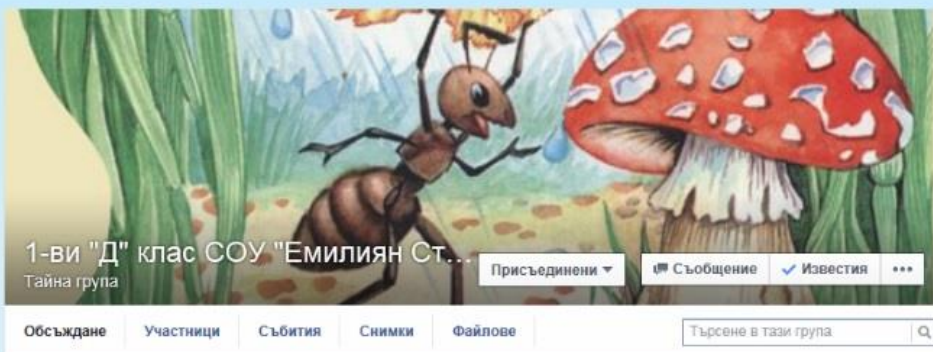 1-ви "Д" клас СОУ "Емилиян Ст...
Тайна група
Присъединени
Съобщение
Известия
Обсъждане
Участници
Събития
Снимки
Файлове
Търсене в тази група